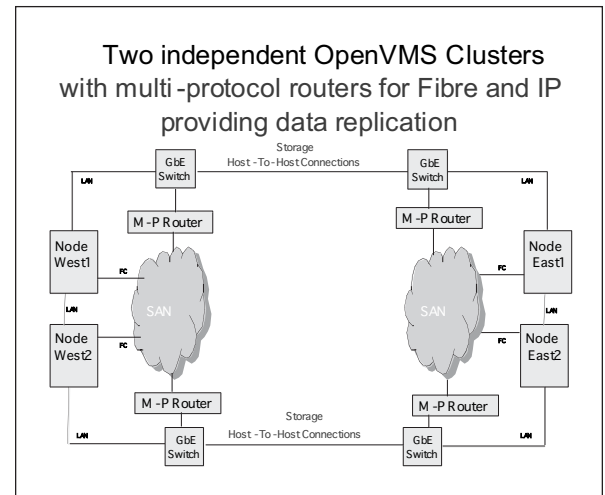 Two independent OpenVMS Clusters
with multi-protocol routers for Fibre and IP
providing data replication
Storage
Host-To-Host Connections
GbE
Switch
GbE
Switch
LAN
LAN
M-P Router
M-P Router
Node
West1
Node
East1
FC
FC
SAN
SAN
LAN
LAN
Node
West2
Node
East2
FC
FC
M-P Router
M-P Router
Storage
Host-To-Host Connections
LAN
LAN
GbE
Switch
GbE
Switch